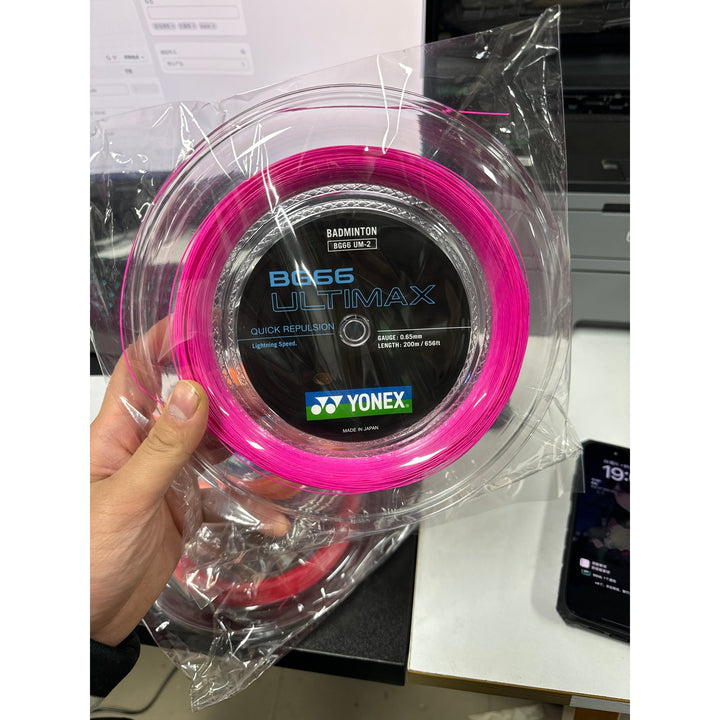 BADMINTON
BG66 UM-2
BG66
ULTIMAX
QUICK REPULSION
Lightning Speed.
GAUGE: 0.65mm
LENGTH: 200m / 656ft
YONEX
MADE IN JAPAN
19: